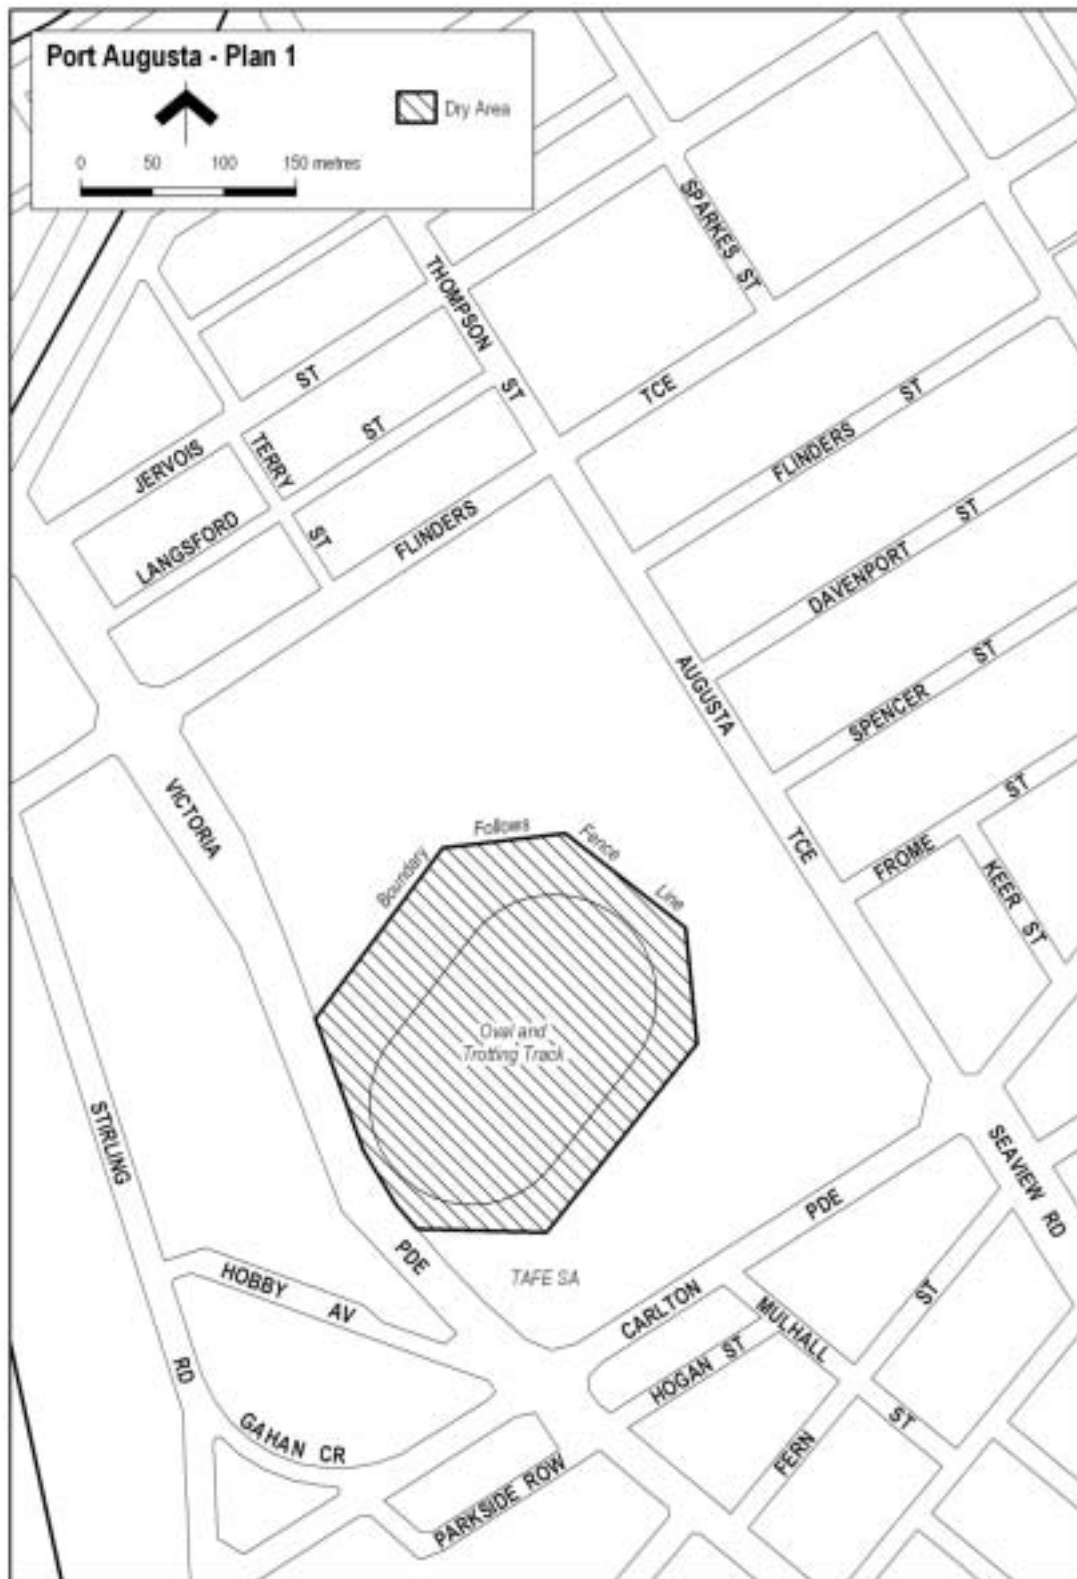 Port Augusta - Plan 1
Dry Area
0 50 100 150 metres
SPARKES ST
THOMPSON ST
ST
TCE
FLINDERS ST
JERVOIS
TERRY ST
ST
LANGSFORD
FLINDERS
DAVENPORT ST
AUGUSTA TCE
SPENCER ST
VICTORIA
FROME ST
KEER ST
Boundary Follows Fence Line
Oval and
Trotting Track
STIRLING RD
SEAVIEW RD
PDE
PDE
TAFE SA
HOBBY AV
CARLTON
MULHALL ST
HOGAN ST
FERN ST
GAHAN CR
PARKSIDE ROW